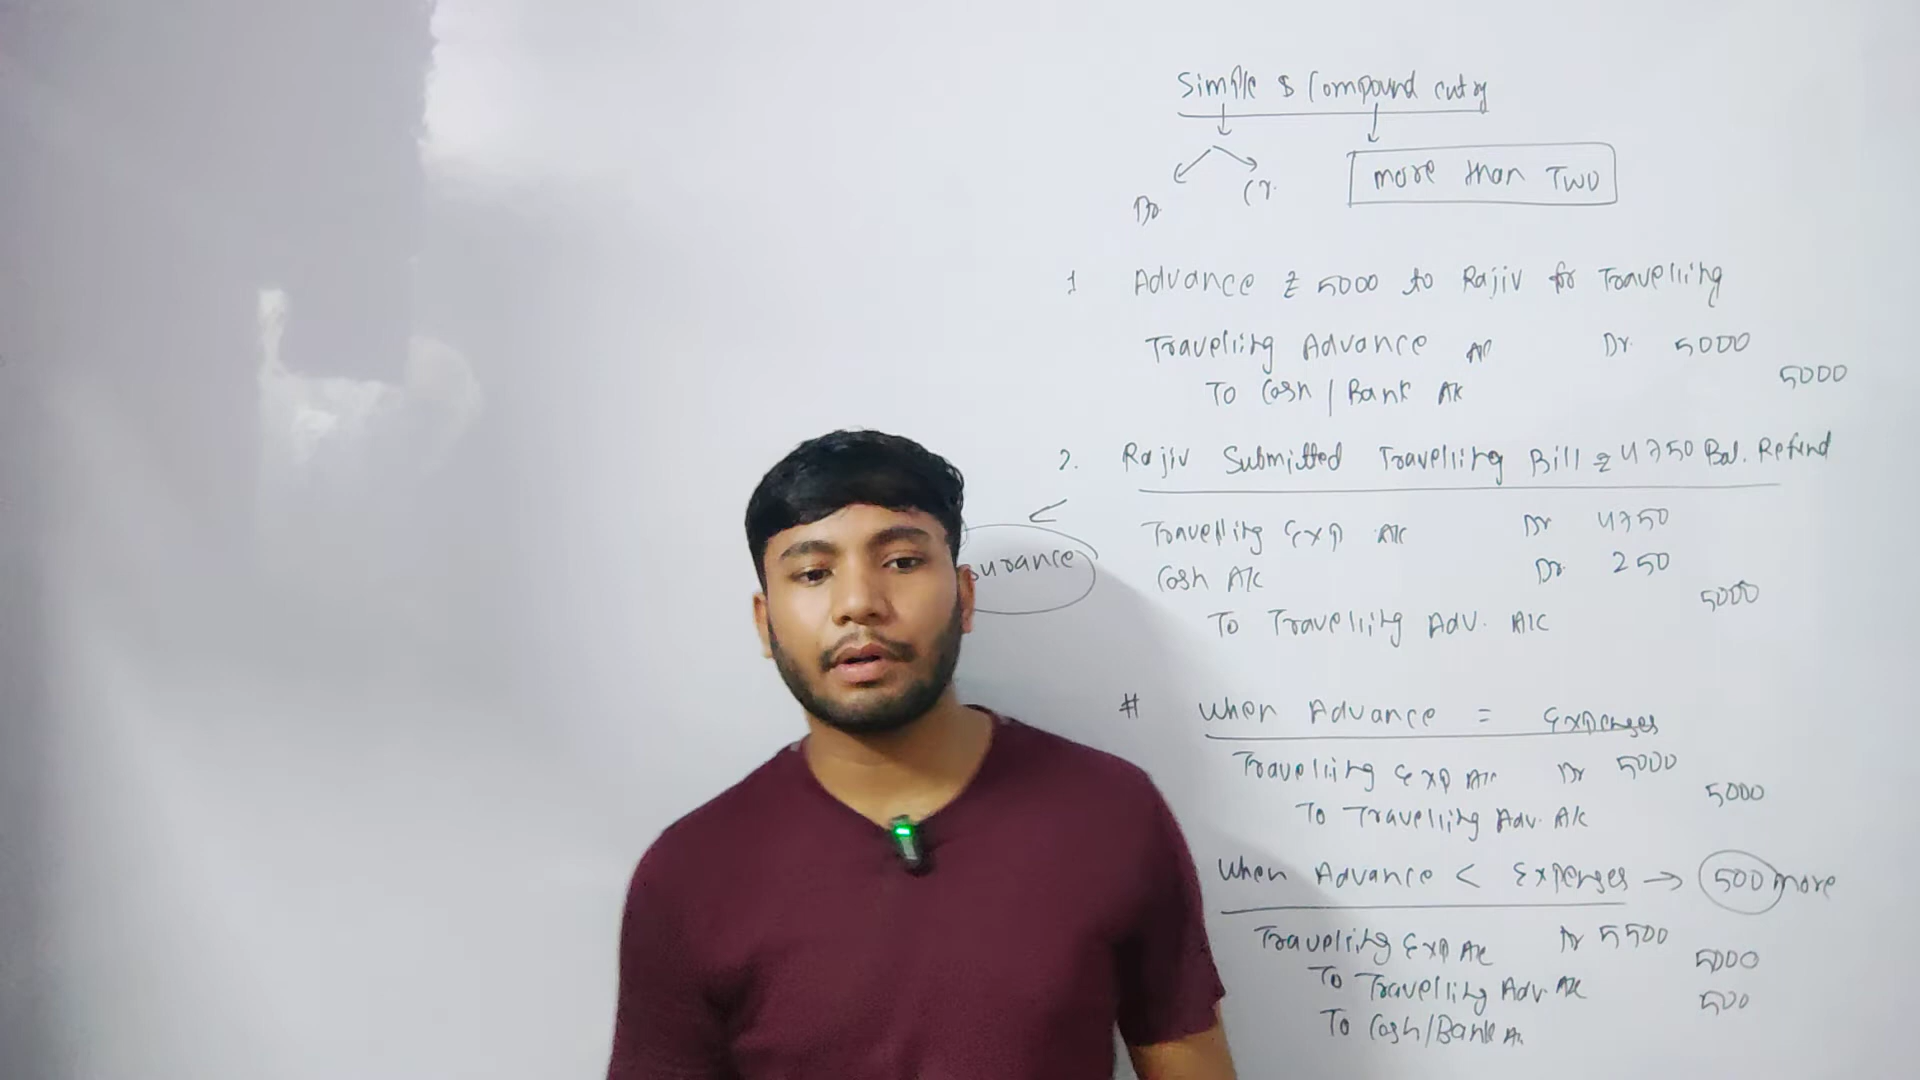 Simple & Compound entry
Dr. Cr.
more than Two
1 Advance ₹ 5000 to Rajiv for Travelling
Travelling Advance A/c Dr. 5000
To Cash / Bank A/c 5000
2. Rajiv Submitted Travelling Bill ₹ 4750 Bal. Refund
Travelling Exp A/c Dr 4750
Cash A/c Dr. 250
To Travelling Adv. A/c 5000
# When Advance = Expenses
Travelling Exp A/c Dr 5000
To Travelling Adv. A/c 5000
When Advance < Expenses → 500 more
Travelling Exp A/c Dr 5500
To Travelling Adv. A/c 5000
To Cash/Bank A/c 500